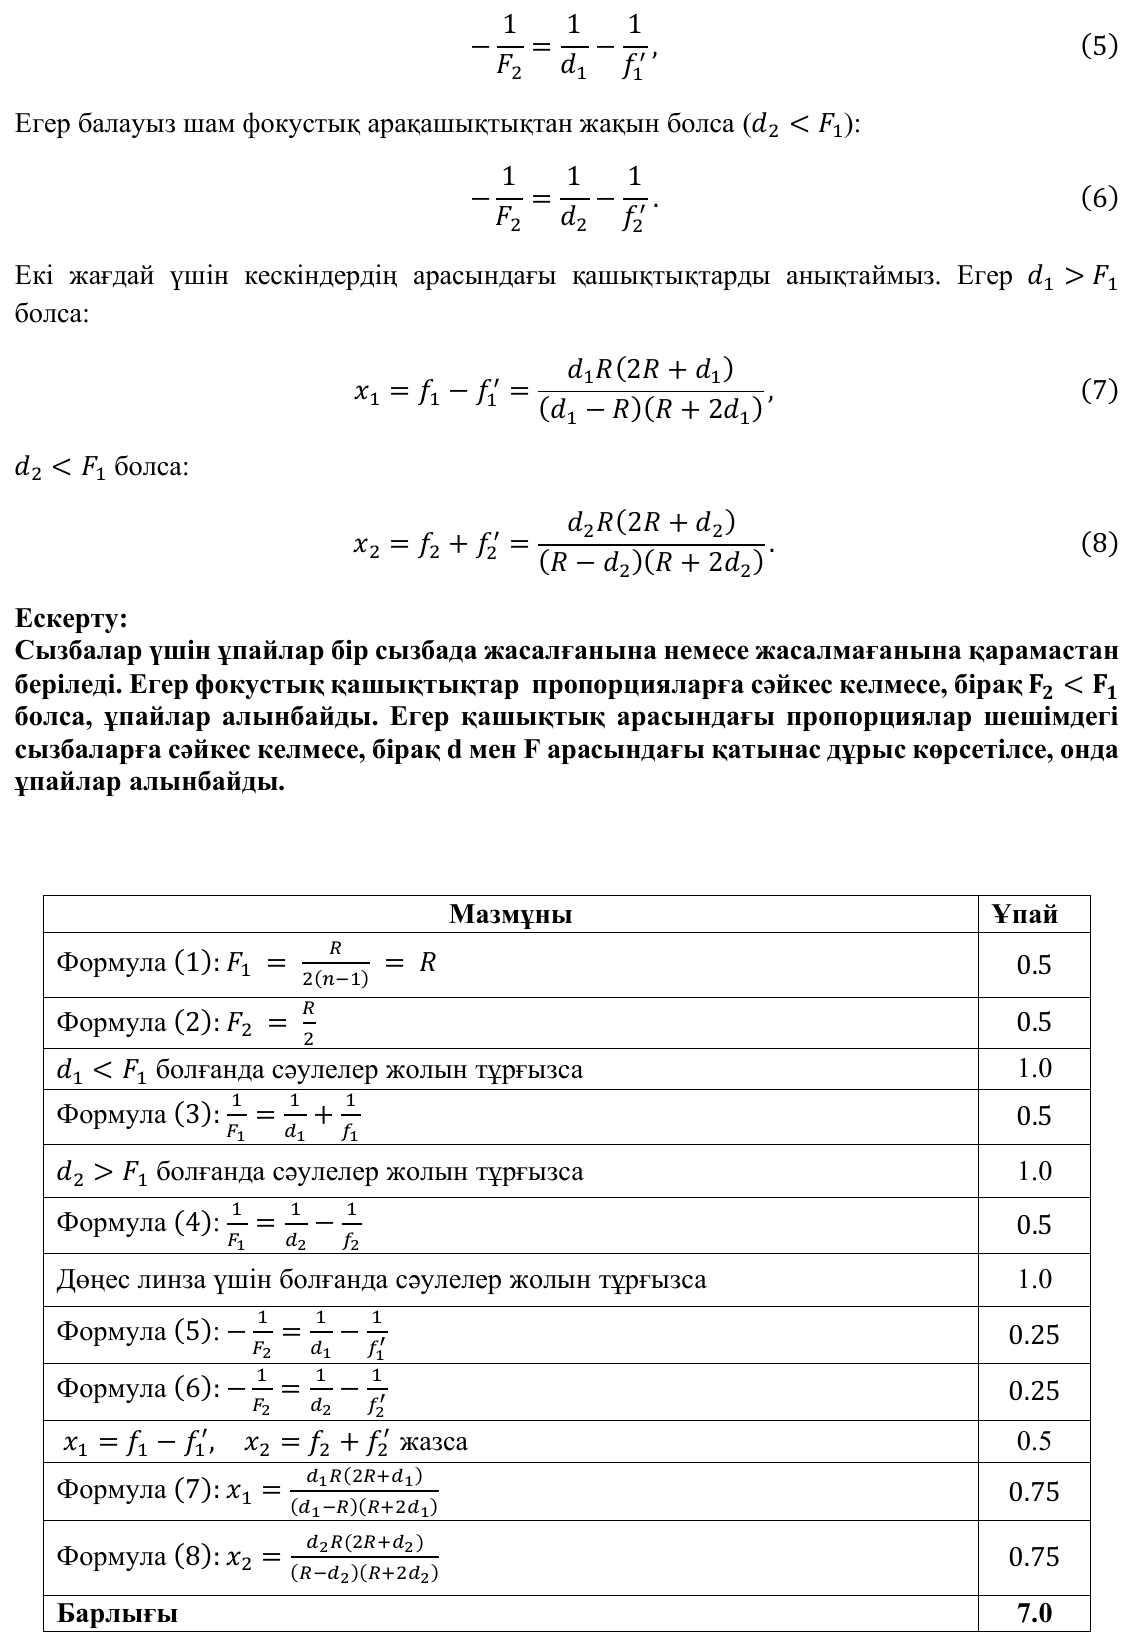 −1/F₂ = 1/d₁ − 1/f₁′, (5)
Егер балауыз шам фокустық арақашықтықтан жақын болса (d₂ < F₁):
−1/F₂ = 1/d₂ − 1/f₂′. (6)
Екі жағдай үшін кескіндердің арасындағы қашықтықтарды анықтаймыз. Егер d₁ > F₁
болса:
x₁ = f₁ − f₁′ = d₁R(2R + d₁)/((d₁ − R)(R + 2d₁)), (7)
d₂ < F₁ болса:
x₂ = f₂ + f₂′ = d₂R(2R + d₂)/((R − d₂)(R + 2d₂)). (8)
Ескерту:
Сызбалар үшін ұпайлар бір сызбада жасалғанына немесе жасалмағанына қарамастан
беріледі. Егер фокустық қашықтықтар пропорцияларға сәйкес келмесе, бірақ F₂ < F₁
болса, ұпайлар алынбайды. Егер қашықтық арасындағы пропорциялар шешімдегі
сызбаларға сәйкес келмесе, бірақ d мен F арасындағы қатынас дұрыс көрсетілсе, онда
ұпайлар алынбайды.
Мазмұны Ұпай
Формула (1): F₁ = R/(2(n−1)) = R 0.5
Формула (2): F₂ = R/2 0.5
d₁ < F₁ болғанда сәулелер жолын тұрғызса 1.0
Формула (3): 1/F₁ = 1/d₁ + 1/f₁ 0.5
d₂ > F₁ болғанда сәулелер жолын тұрғызса 1.0
Формула (4): 1/F₁ = 1/d₂ − 1/f₂ 0.5
Дөңес линза үшін болғанда сәулелер жолын тұрғызса 1.0
Формула (5): −1/F₂ = 1/d₁ − 1/f₁′ 0.25
Формула (6): −1/F₂ = 1/d₂ − 1/f₂′ 0.25
x₁ = f₁ − f₁′, x₂ = f₂ + f₂′ жазса 0.5
Формула (7): x₁ = d₁R(2R+d₁)/((d₁−R)(R+2d₁)) 0.75
Формула (8): x₂ = d₂R(2R+d₂)/((R−d₂)(R+2d₂)) 0.75
Барлығы 7.0